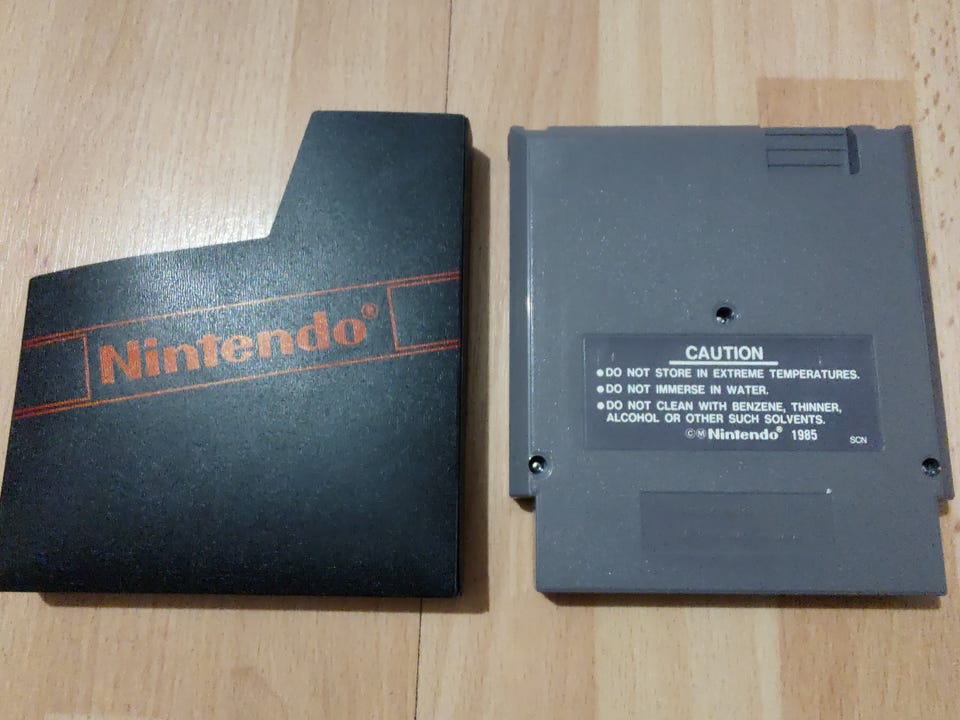 Nintendo®
CAUTION
●DO NOT STORE IN EXTREME TEMPERATURES.
●DO NOT IMMERSE IN WATER.
●DO NOT CLEAN WITH BENZENE, THINNER,
ALCOHOL OR OTHER SUCH SOLVENTS.
ⒸⓂNintendo® 1985
SCN